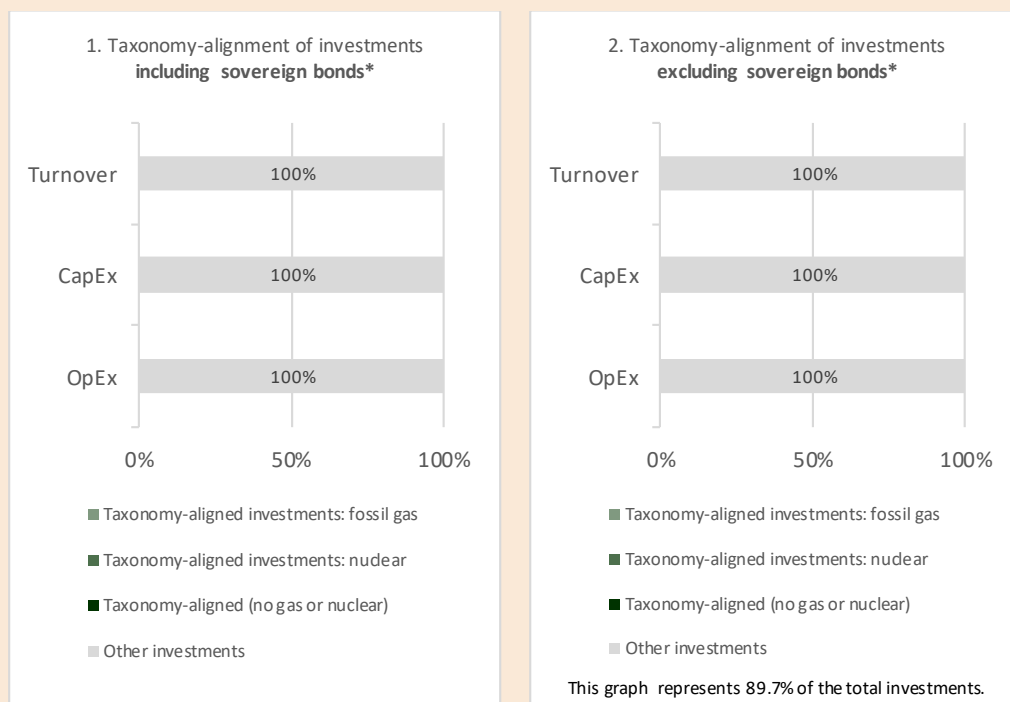 1. Taxonomy-alignment of investments
including sovereign bonds*
Turnover
100%
CapEx
100%
OpEx
100%
0%
50%
100%
Taxonomy-aligned investments: fossil gas
Taxonomy-aligned investments: nuclear
Taxonomy-aligned (no gas or nuclear)
Other investments
2. Taxonomy-alignment of investments
excluding sovereign bonds*
Turnover
100%
CapEx
100%
OpEx
100%
0%
50%
100%
Taxonomy-aligned investments: fossil gas
Taxonomy-aligned investments: nuclear
Taxonomy-aligned (no gas or nuclear)
Other investments
This graph represents 89.7% of the total investments.